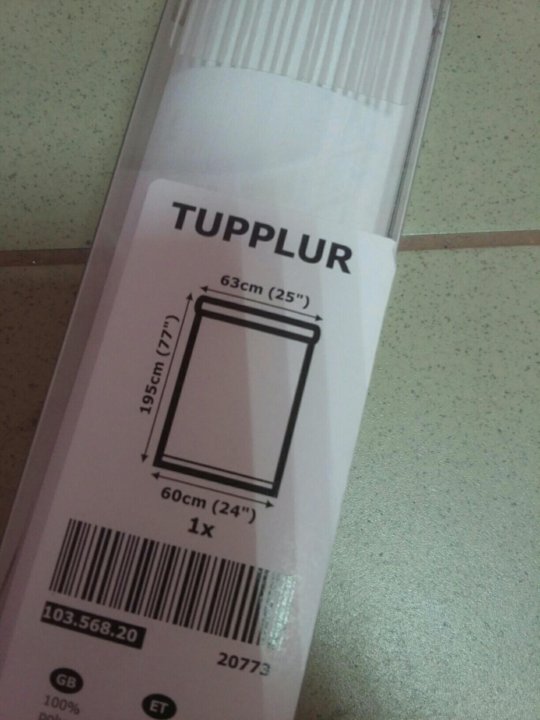 TUPPLUR
63cm (25")
195cm (77")
60cm (24")
1x
103.568.20
20773
GB
ET
100%